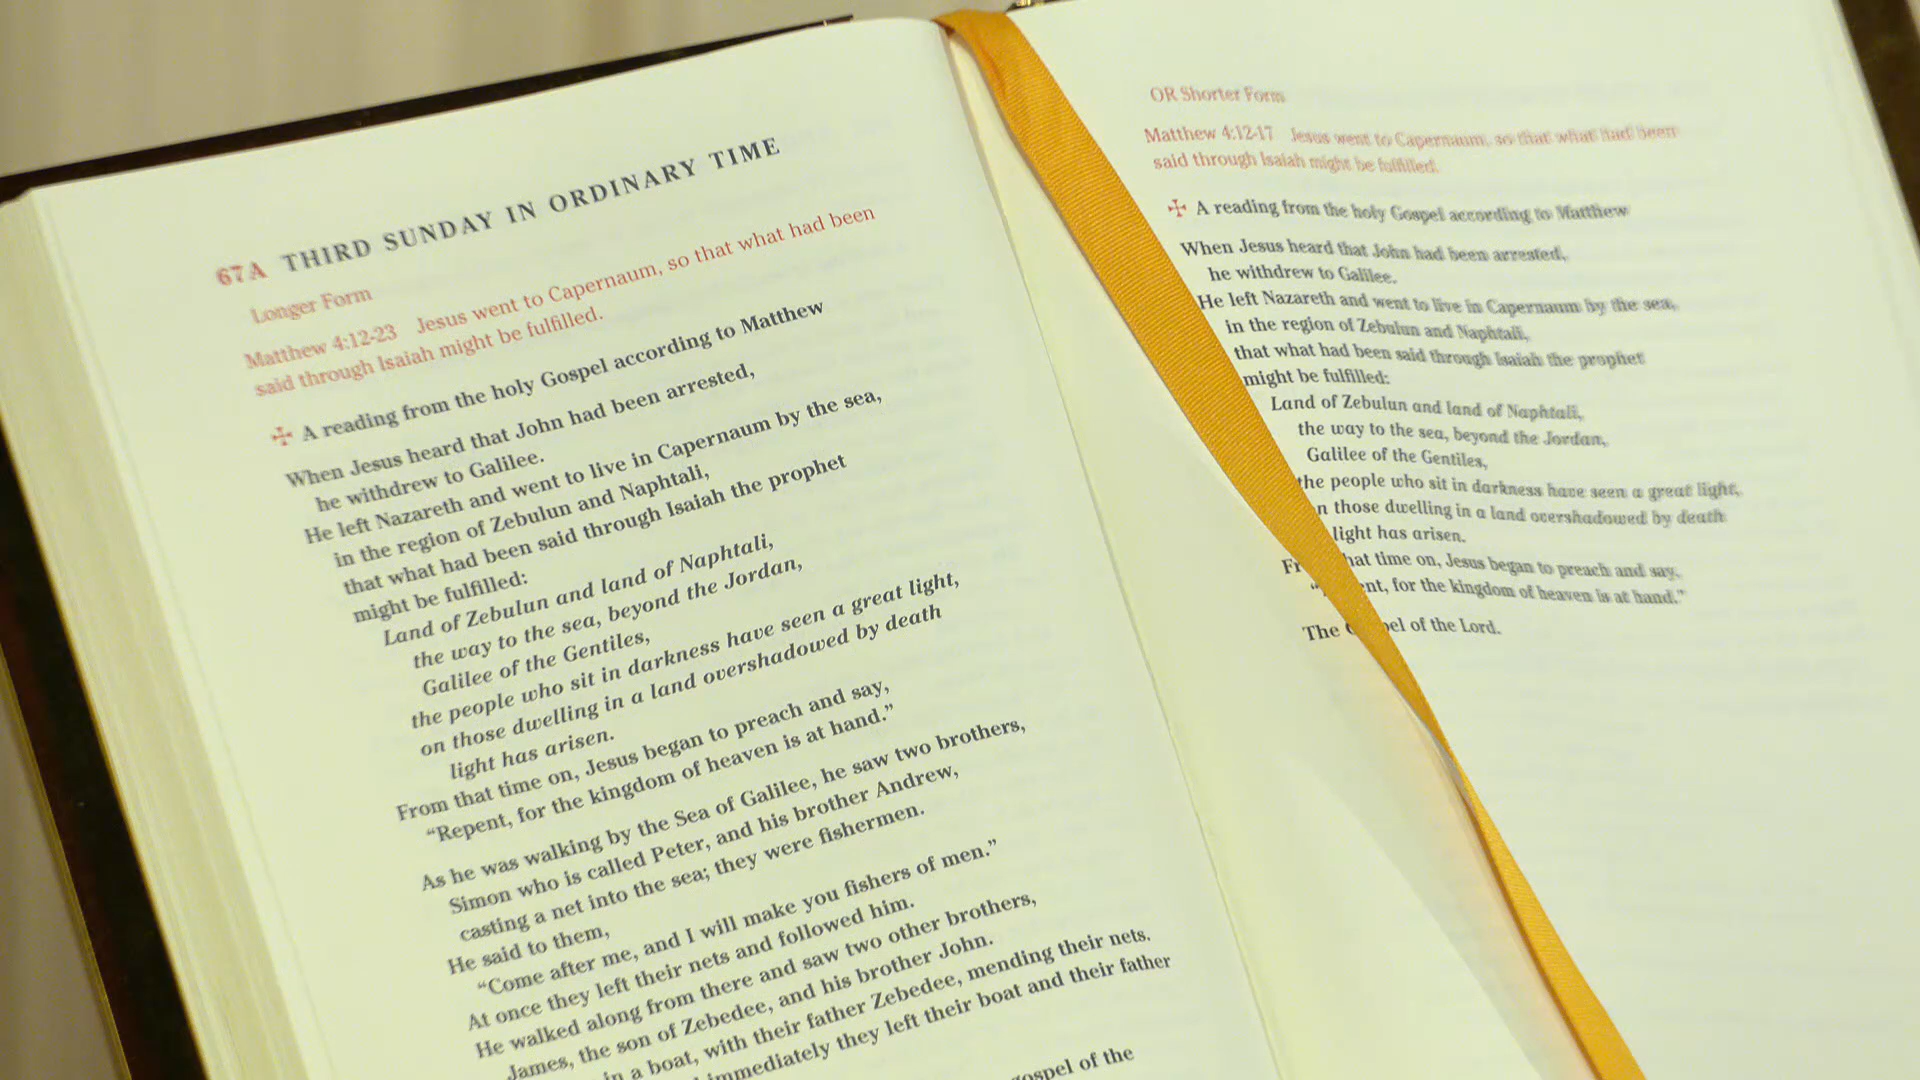 67A THIRD SUNDAY IN ORDINARY TIME
Longer Form
Matthew 4:12-23 Jesus went to Capernaum, so that what had been
said through Isaiah might be fulfilled.
✠ A reading from the holy Gospel according to Matthew
When Jesus heard that John had been arrested,
he withdrew to Galilee.
He left Nazareth and went to live in Capernaum by the sea,
in the region of Zebulun and Naphtali,
that what had been said through Isaiah the prophet
might be fulfilled:
Land of Zebulun and land of Naphtali,
the way to the sea, beyond the Jordan,
Galilee of the Gentiles,
the people who sit in darkness have seen a great light,
on those dwelling in a land overshadowed by death
light has arisen.
From that time on, Jesus began to preach and say,
“Repent, for the kingdom of heaven is at hand.”
As he was walking by the Sea of Galilee, he saw two brothers,
Simon who is called Peter, and his brother Andrew,
casting a net into the sea; they were fishermen.
He said to them,
“Come after me, and I will make you fishers of men.”
At once they left their nets and followed him.
He walked along from there and saw two other brothers,
James, the son of Zebedee, and his brother John.
in a boat, with their father Zebedee, mending their nets.
immediately they left their boat and their father
gospel of the
OR Shorter Form
Matthew 4:12-17 Jesus went to Capernaum, so that what had been
said through Isaiah might be fulfilled.
✠ A reading from the holy Gospel according to Matthew
When Jesus heard that John had been arrested,
he withdrew to Galilee.
He left Nazareth and went to live in Capernaum by the sea,
in the region of Zebulun and Naphtali,
that what had been said through Isaiah the prophet
might be fulfilled:
Land of Zebulun and land of Naphtali,
the way to the sea, beyond the Jordan,
Galilee of the Gentiles,
the people who sit in darkness have seen a great light,
n those dwelling in a land overshadowed by death
light has arisen.
Fr hat time on, Jesus began to preach and say,
nt, for the kingdom of heaven is at hand.”
The pel of the Lord.